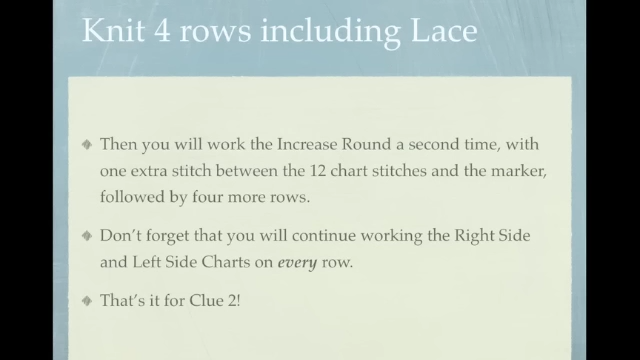 Knit 4 rows including Lace
Then you will work the Increase Round a second time, with
one extra stitch between the 12 chart stitches and the marker,
followed by four more rows.
Don't forget that you will continue working the Right Side
and Left Side Charts on every row.
That's it for Clue 2!